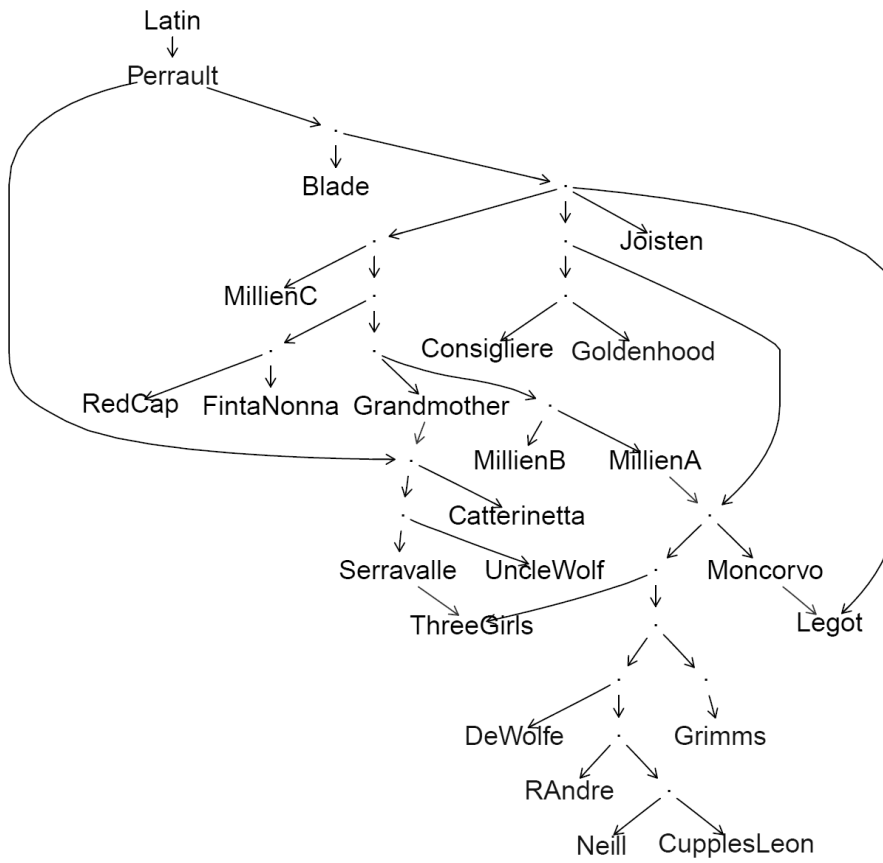 Latin
Perrault
Blade
Joisten
MillienC
Consigliere Goldenhood
RedCap FintaNonna Grandmother
MillienB MillienA
Catterinetta
Serravalle UncleWolf Moncorvo
ThreeGirls Legot
DeWolfe Grimms
RAndre
Neill CupplesLeon